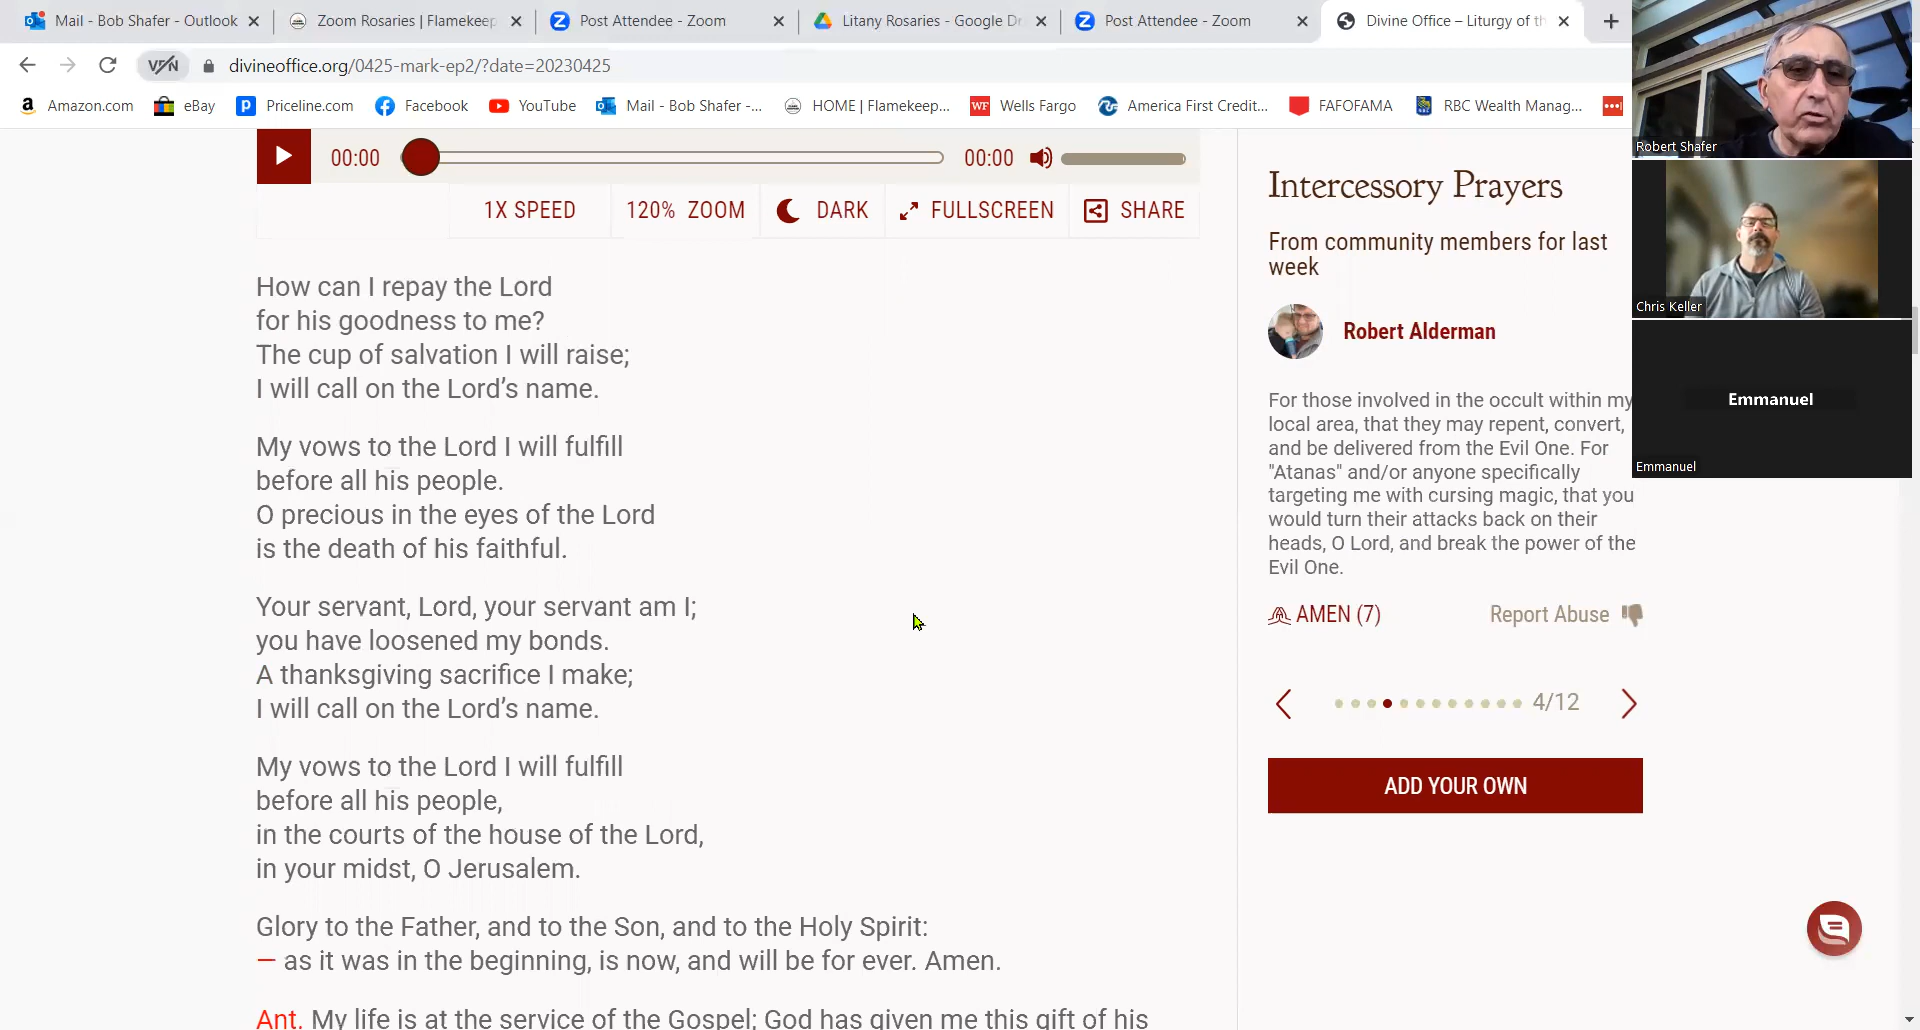 Mail - Bob Shafer - Outlook
Zoom Rosaries | Flamekeep
Post Attendee - Zoom
Litany Rosaries - Google Dr
Post Attendee - Zoom
Divine Office – Liturgy of th
VPN
divineoffice.org/0425-mark-ep2/?date=20230425
Amazon.com
eBay
Priceline.com
Facebook
YouTube
Mail - Bob Shafer -...
HOME | Flamekeep...
WF Wells Fargo
America First Credit...
FAFOFAMA
RBC Wealth Manag...
00:00
00:00
1X SPEED
120% ZOOM
DARK
FULLSCREEN
SHARE
How can I repay the Lord
for his goodness to me?
The cup of salvation I will raise;
I will call on the Lord’s name.
My vows to the Lord I will fulfill
before all his people.
O precious in the eyes of the Lord
is the death of his faithful.
Your servant, Lord, your servant am I;
you have loosened my bonds.
A thanksgiving sacrifice I make;
I will call on the Lord’s name.
My vows to the Lord I will fulfill
before all his people,
in the courts of the house of the Lord,
in your midst, O Jerusalem.
Glory to the Father, and to the Son, and to the Holy Spirit:
— as it was in the beginning, is now, and will be for ever. Amen.
Ant. My life is at the service of the Gospel; God has given me this gift of his
Intercessory Prayers
From community members for last
week
Robert Alderman
For those involved in the occult within my
local area, that they may repent, convert,
and be delivered from the Evil One. For
"Atanas" and/or anyone specifically
targeting me with cursing magic, that you
would turn their attacks back on their
heads, O Lord, and break the power of the
Evil One.
AMEN (7)
Report Abuse
4/12
ADD YOUR OWN
Robert Shafer
Chris Keller
Emmanuel
Emmanuel